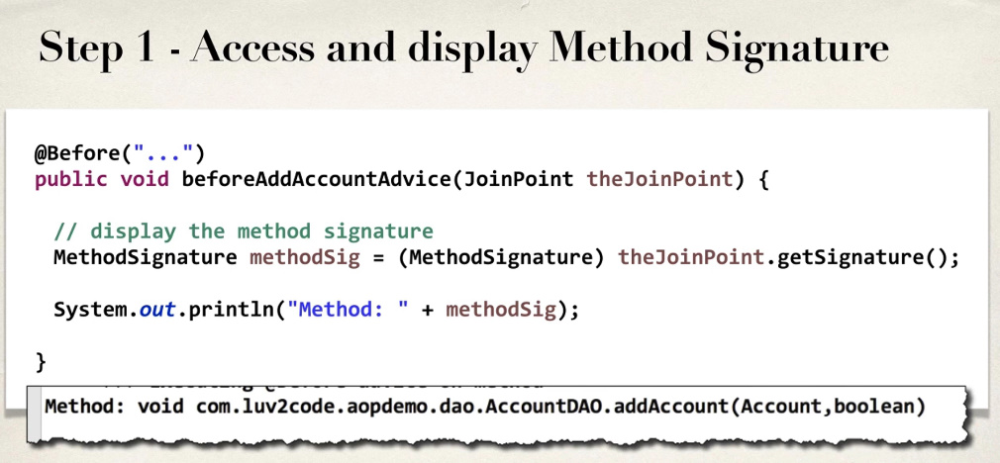 Step 1 - Access and display Method Signature
@Before("...")
public void beforeAddAccountAdvice(JoinPoint theJoinPoint) {
// display the method signature
MethodSignature methodSig = (MethodSignature) theJoinPoint.getSignature();
System.out.println("Method: " + methodSig);
}
Method: void com.luv2code.aopdemo.dao.AccountDAO.addAccount(Account,boolean)